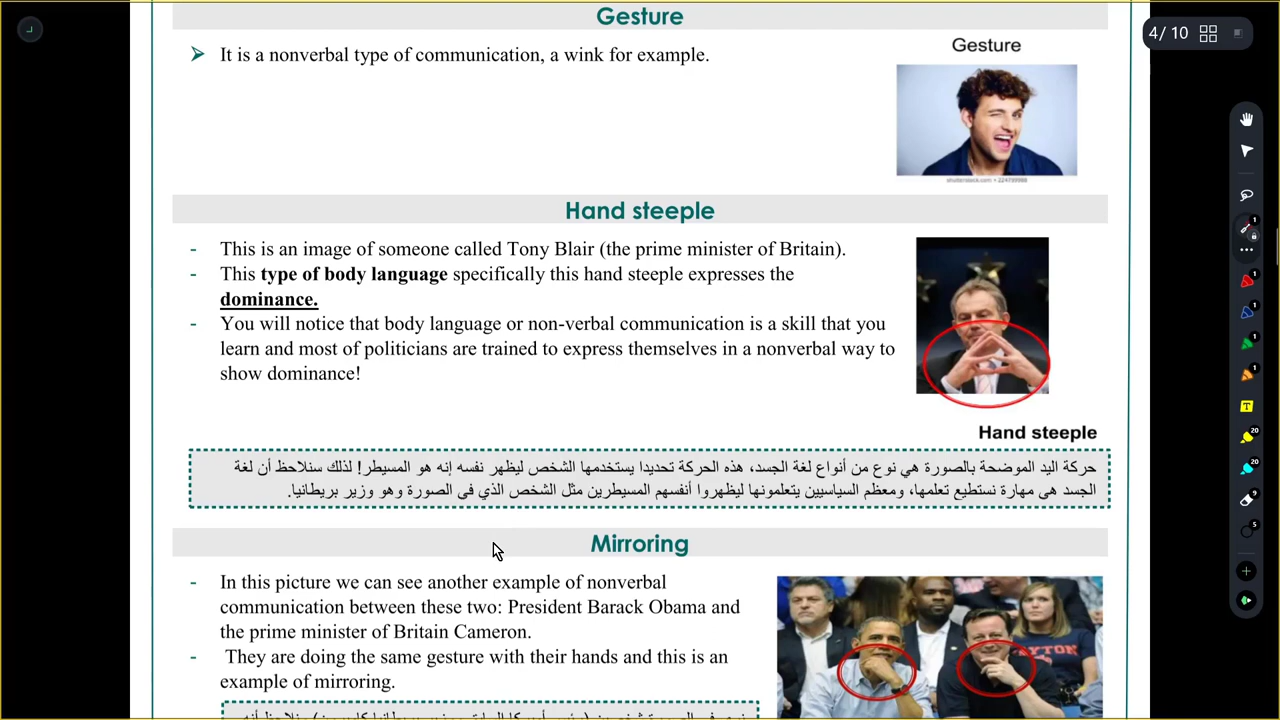 Gesture
➤ It is a nonverbal type of communication, a wink for example.
Gesture
shutterstock.com •
Hand steeple
- This is an image of someone called Tony Blair (the prime minister of Britain).
- This type of body language specifically this hand steeple expresses the
dominance.
- You will notice that body language or non-verbal communication is a skill that you
learn and most of politicians are trained to express themselves in a nonverbal way to
show dominance!
Hand steeple
حركة اليد الموضحة بالصورة هي نوع من أنواع لغة الجسد، هذه الحركة تحديدا يستخدمها الشخص ليظهر نفسه إنه هو المسيطر! لذلك سنلاحظ أن لغة
الجسد هي مهارة نستطيع تعلمها، ومعظم السياسيين يتعلمونها ليظهروا أنفسهم المسيطرين مثل الشخص الذي في الصورة وهو وزير بريطانيا.
Mirroring
- In this picture we can see another example of nonverbal
communication between these two: President Barack Obama and
the prime minister of Britain Cameron.
- They are doing the same gesture with their hands and this is an
example of mirroring.
4/10